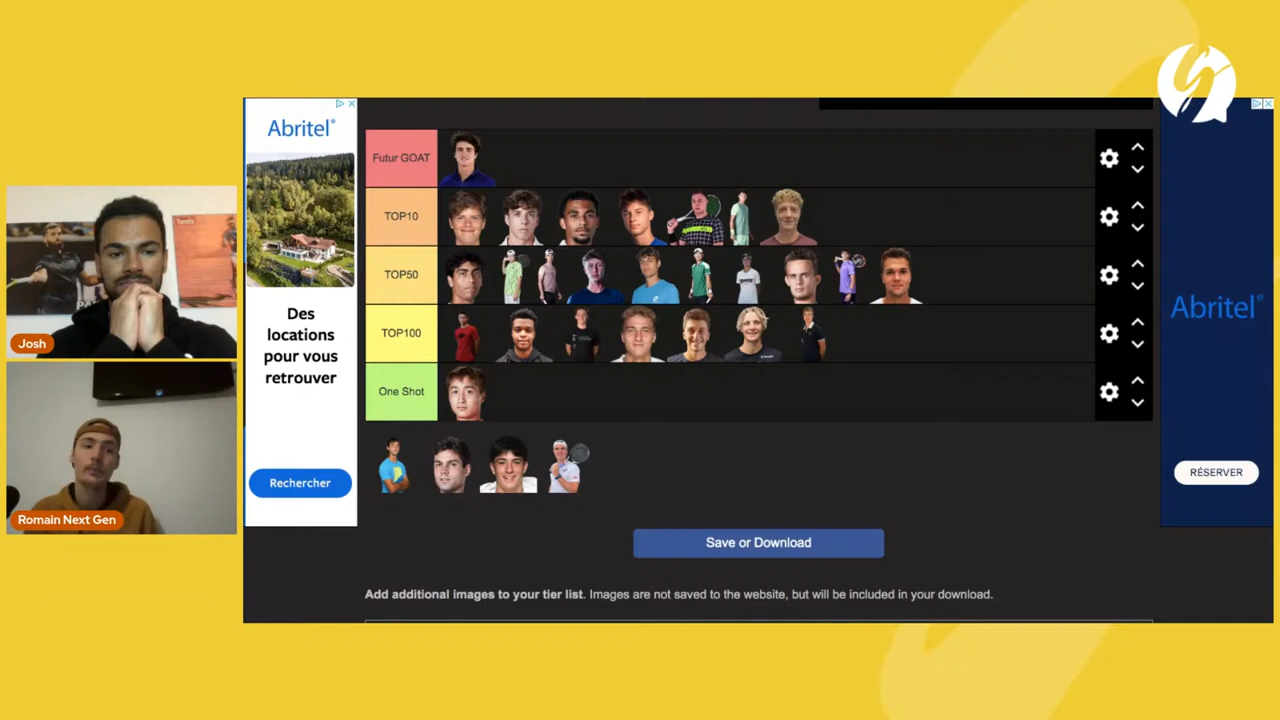 Abritel®
Des
locations
pour vous
retrouver
Rechercher
Josh
Romain Next Gen
Futur GOAT
TOP10
TOP50
TOP100
One Shot
Save or Download
Add additional images to your tier list. Images are not saved to the website, but will be included in your download.
Abritel®
RÉSERVER